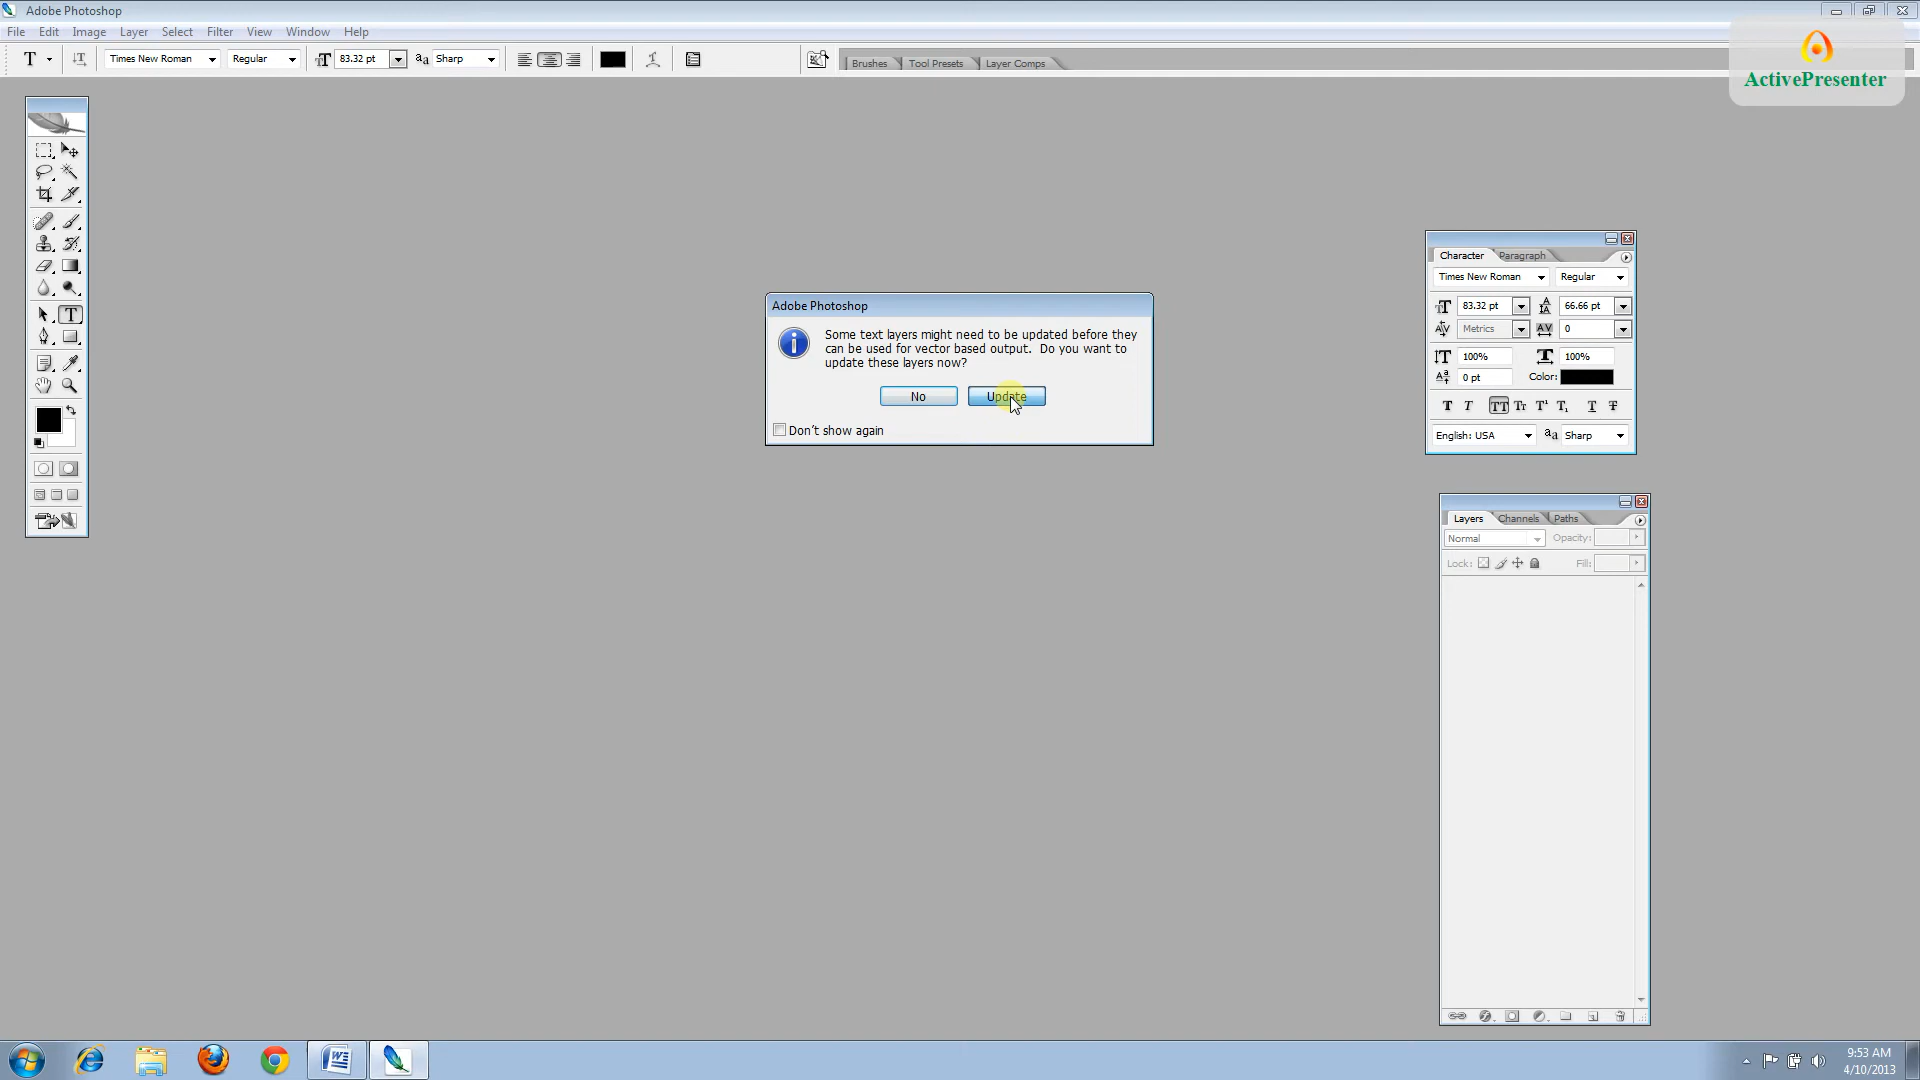 Adobe Photoshop
File Edit Image Layer Select Filter View Window Help
T Times New Roman Regular 83.32 pt Sharp Brushes Tool Presets Layer Comps
ActivePresenter
Character Paragraph
Times New Roman Regular
83.32 pt 66.66 pt
Metrics 0
100% 100%
0 pt Color:
English: USA Sharp
Adobe Photoshop
Some text layers might need to be updated before they
can be used for vector based output. Do you want to
update these layers now?
No Update
Don't show again
Layers Channels Paths
Normal Opacity:
Lock: Fill:
9:53 AM
4/10/2013